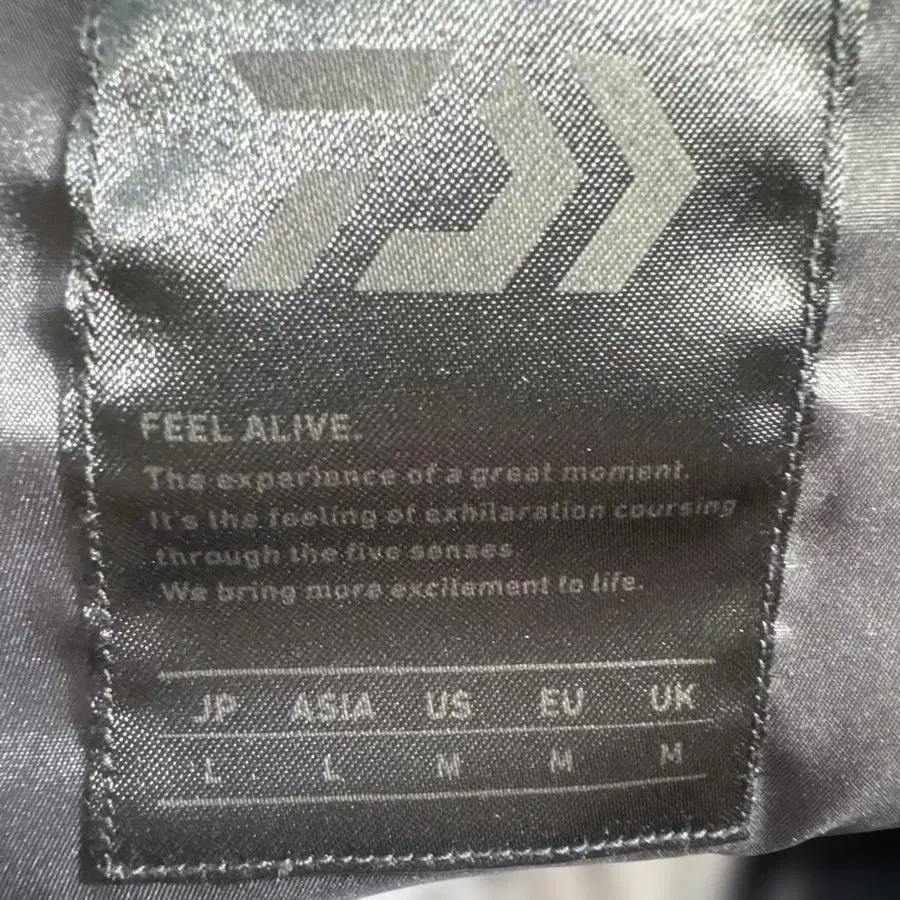 FEEL ALIVE.
The experience of a great moment.
It's the feeling of exhilaration coursing
through the five senses.
We bring more excitement to life.
JP ASIA US EU UK
L L M M M